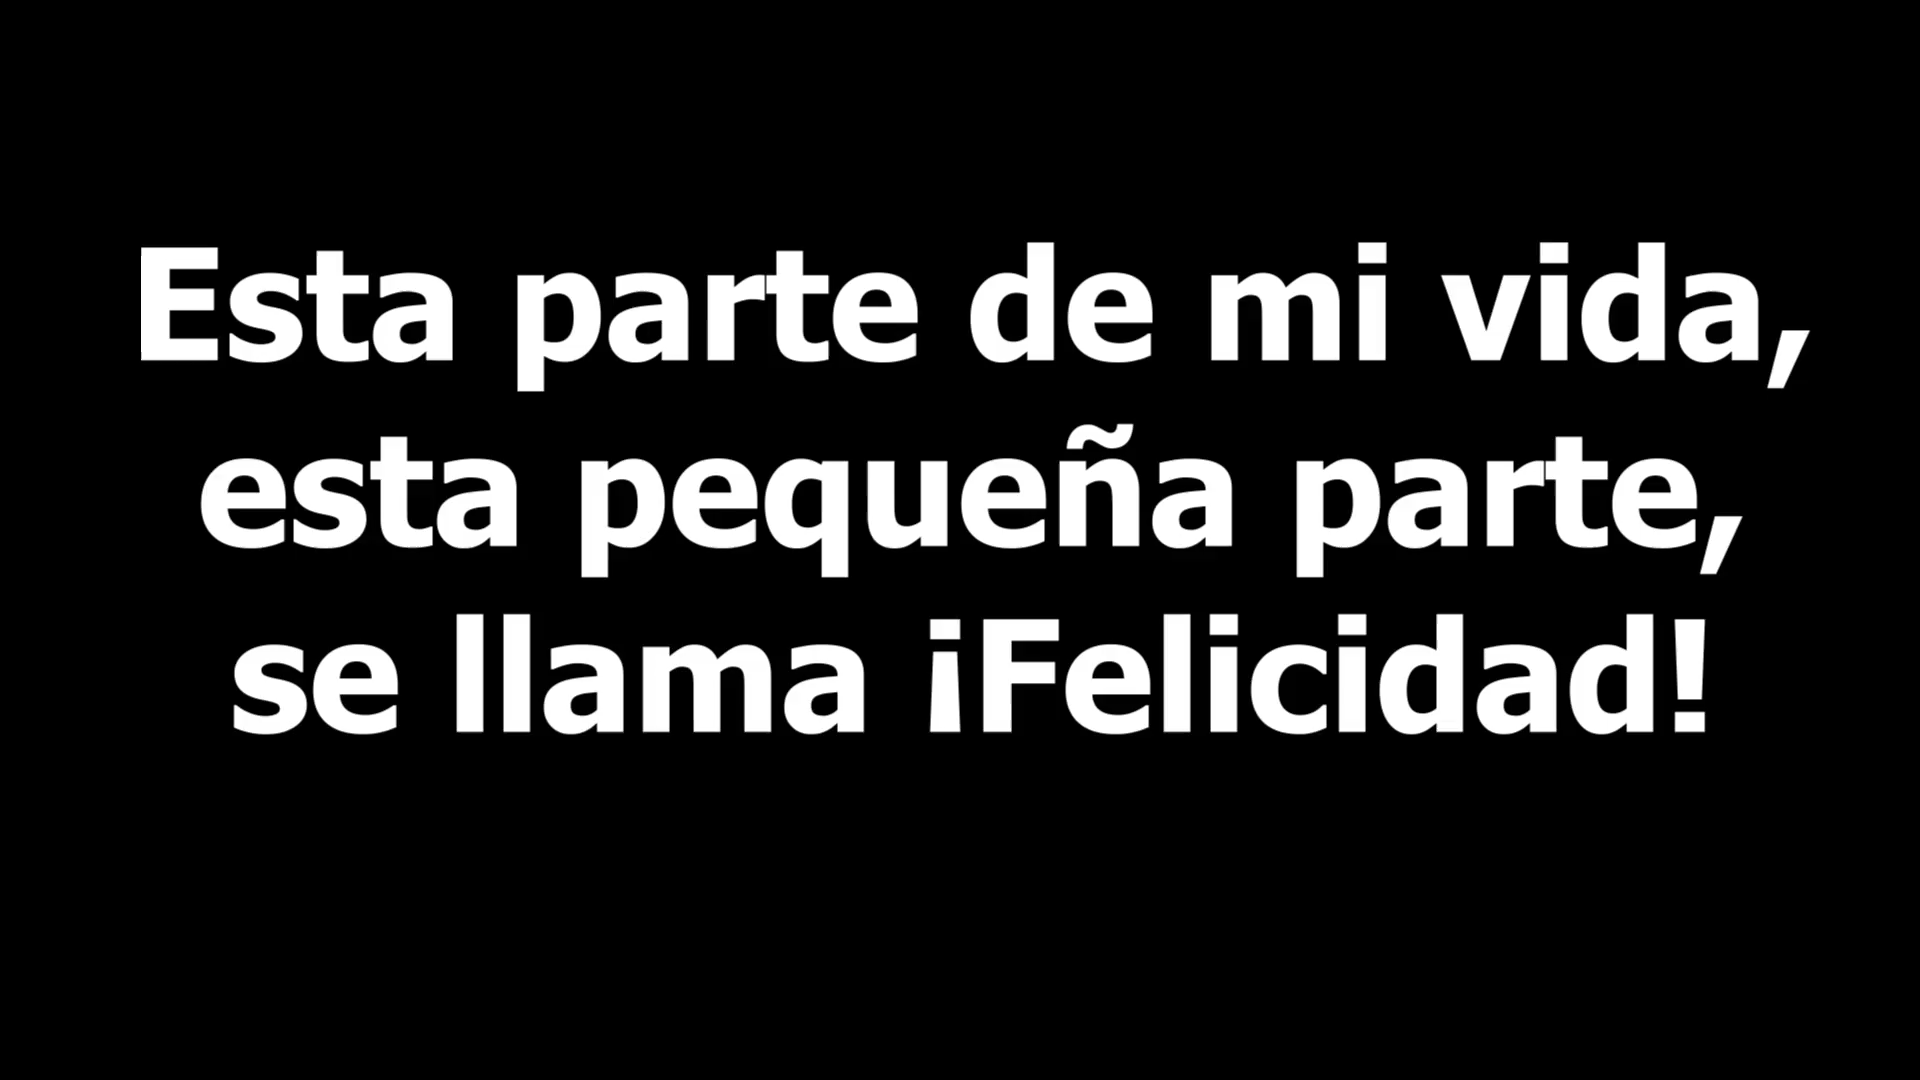 Esta parte de mi vida,
esta pequeña parte,
se llama ¡Felicidad!